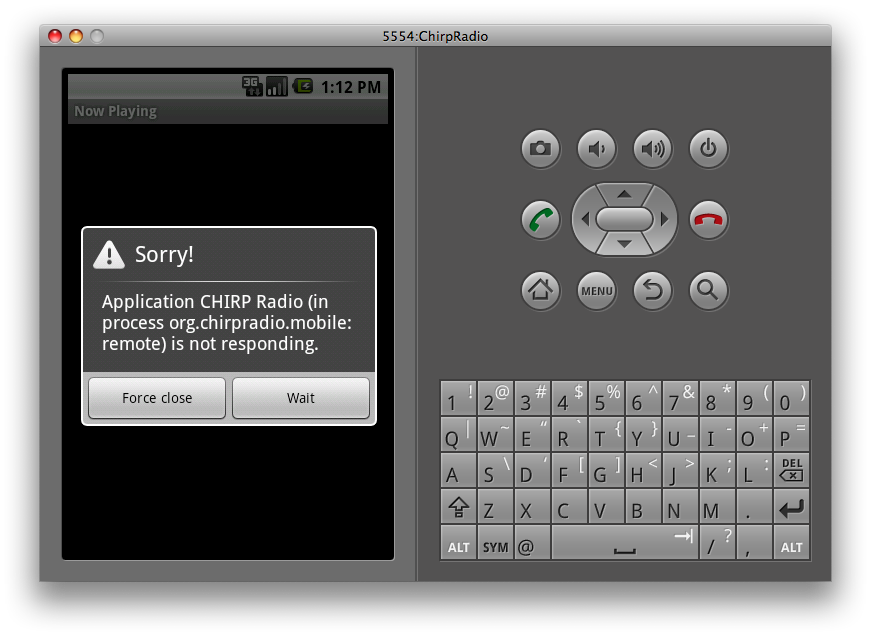 5554:ChirpRadio
3G 1:12 PM
Now Playing
Sorry!
Application CHIRP Radio (in
process org.chirpradio.mobile:
remote) is not responding.
Force close Wait
MENU
1 ! 2 @ 3 # 4 $ 5 % 6 ^ 7 & 8 * 9 ( 0 )
Q | W ~ E “ R ` T { Y } U _ I - O + P =
A S \ D ‘ F [ G ] H < J > K ; L : DEL
Z X C V B N M .
ALT SYM @ / ? , ALT